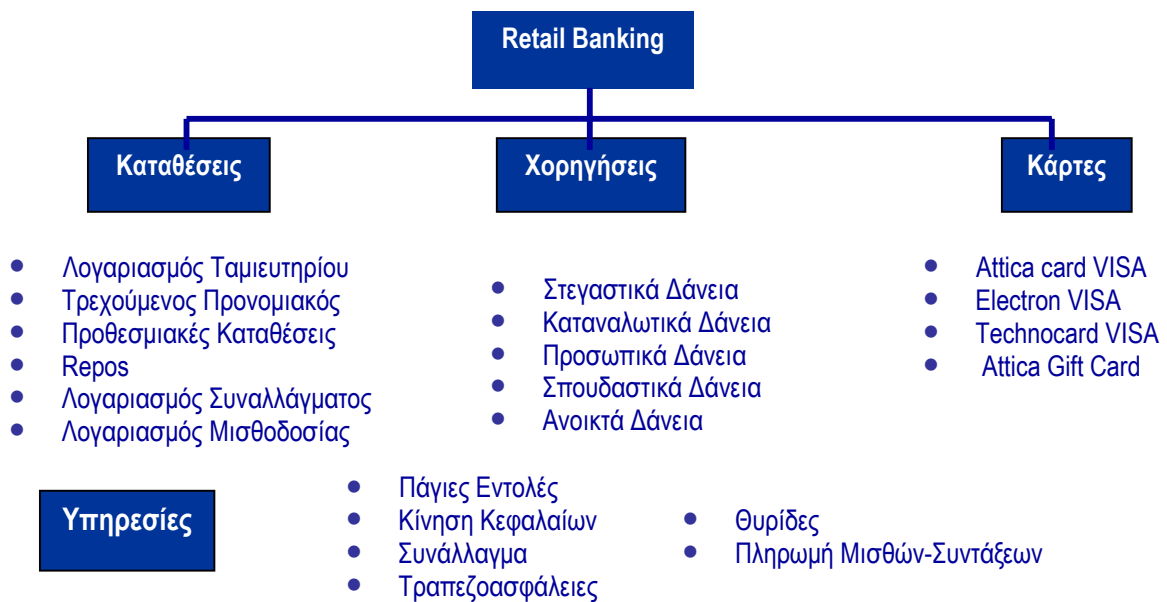 Retail Banking
Καταθέσεις
Χορηγήσεις
Κάρτες
● Λογαριασμός Ταμιευτηρίου
● Τρεχούμενος Προνομιακός
● Προθεσμιακές Καταθέσεις
● Repos
● Λογαριασμός Συναλλάγματος
● Λογαριασμός Μισθοδοσίας
● Στεγαστικά Δάνεια
● Καταναλωτικά Δάνεια
● Προσωπικά Δάνεια
● Σπουδαστικά Δάνεια
● Ανοικτά Δάνεια
● Attica card VISA
● Electron VISA
● Technocard VISA
● Attica Gift Card
Υπηρεσίες
● Πάγιες Εντολές
● Κίνηση Κεφαλαίων
● Συνάλλαγμα
● Τραπεζοασφάλειες
● Θυρίδες
● Πληρωμή Μισθών-Συντάξεων